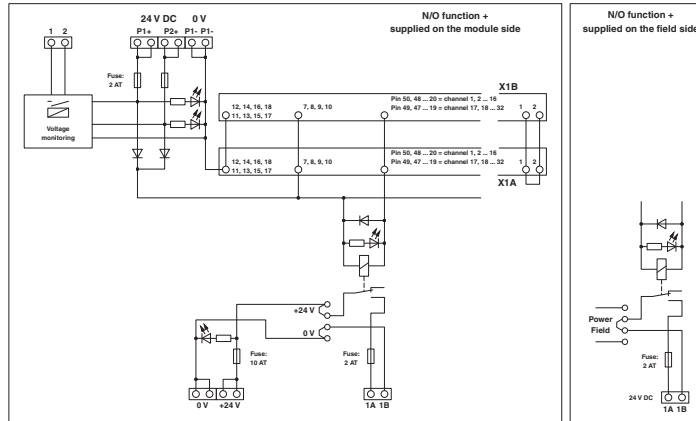 24 V DC 0 V
N/O function +
supplied on the module side
1 2
P1+ P2+ P1- P1-
Fuse:
2 AT
X1B
Voltage
monitoring
12, 14, 16, 18
11, 13, 15, 17
7, 8, 9, 10
Pin 50, 48 ... 20 = channel 1, 2 ... 16
Pin 49, 47 ... 19 = channel 17, 18 ... 32
1 2
12, 14, 16, 18
11, 13, 15, 17
7, 8, 9, 10
Pin 50, 48 ... 20 = channel 1, 2 ... 16
Pin 49, 47 ... 19 = channel 17, 18 ... 32
1 2
X1A
+24 V
0 V
Fuse:
10 AT
Fuse:
2 AT
0 V +24 V
1A 1B
N/O function +
supplied on the field side
Power
Field
Fuse:
2 AT
24 V DC
1A 1B